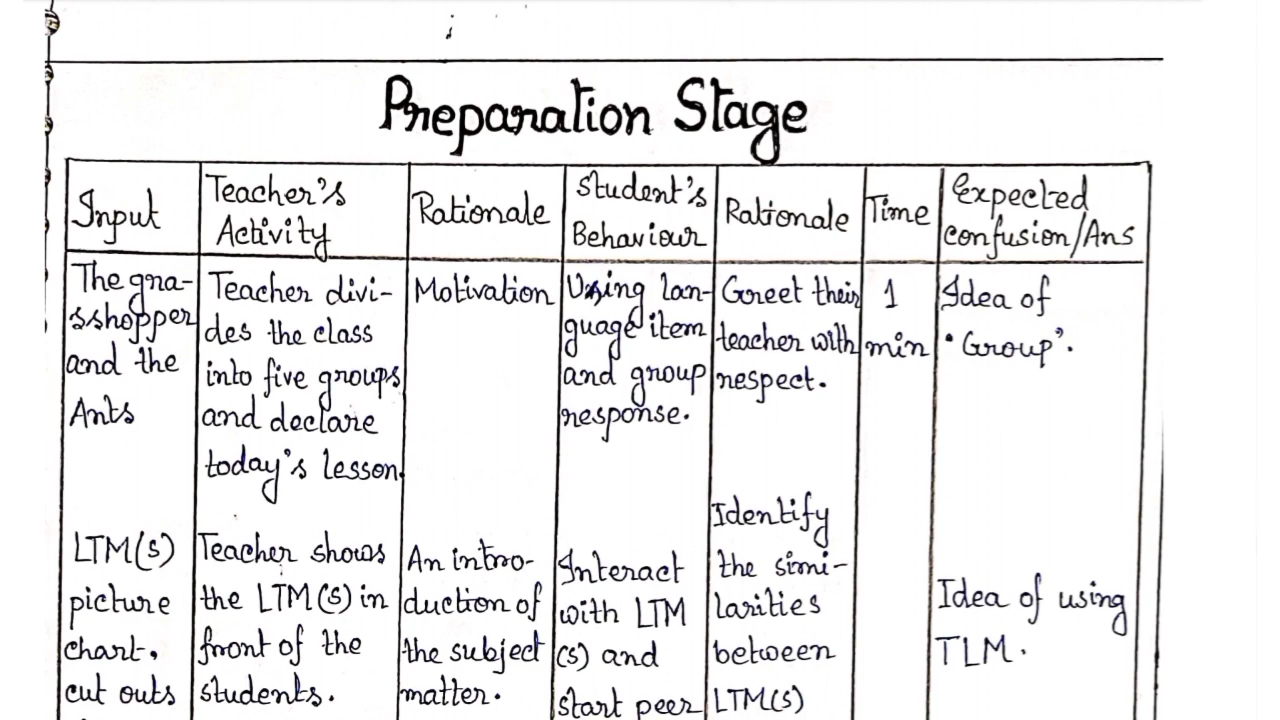 Preparation Stage
Input
Teacher's
Activity
Rationale
Student's
Behaviour
Rationale
Time
Expected
confusion/Ans
The gra-
sshopper
and the
Ants
Teacher divi-
des the class
into five groups
and declare
today's lesson.
Motivation
Using lan-
guage item
and group
response.
Greet their
teacher with
respect.
1
min
Idea of
"Group".
LTM(s)
picture
chart,
cut outs
Teacher shows
the LTM(s) in
front of the
students.
An intro-
duction of
the subject
matter.
Interact
with LTM
(s) and
start peer
Identify
the simi-
larities
between
LTM(s)
Idea of using
TLM.